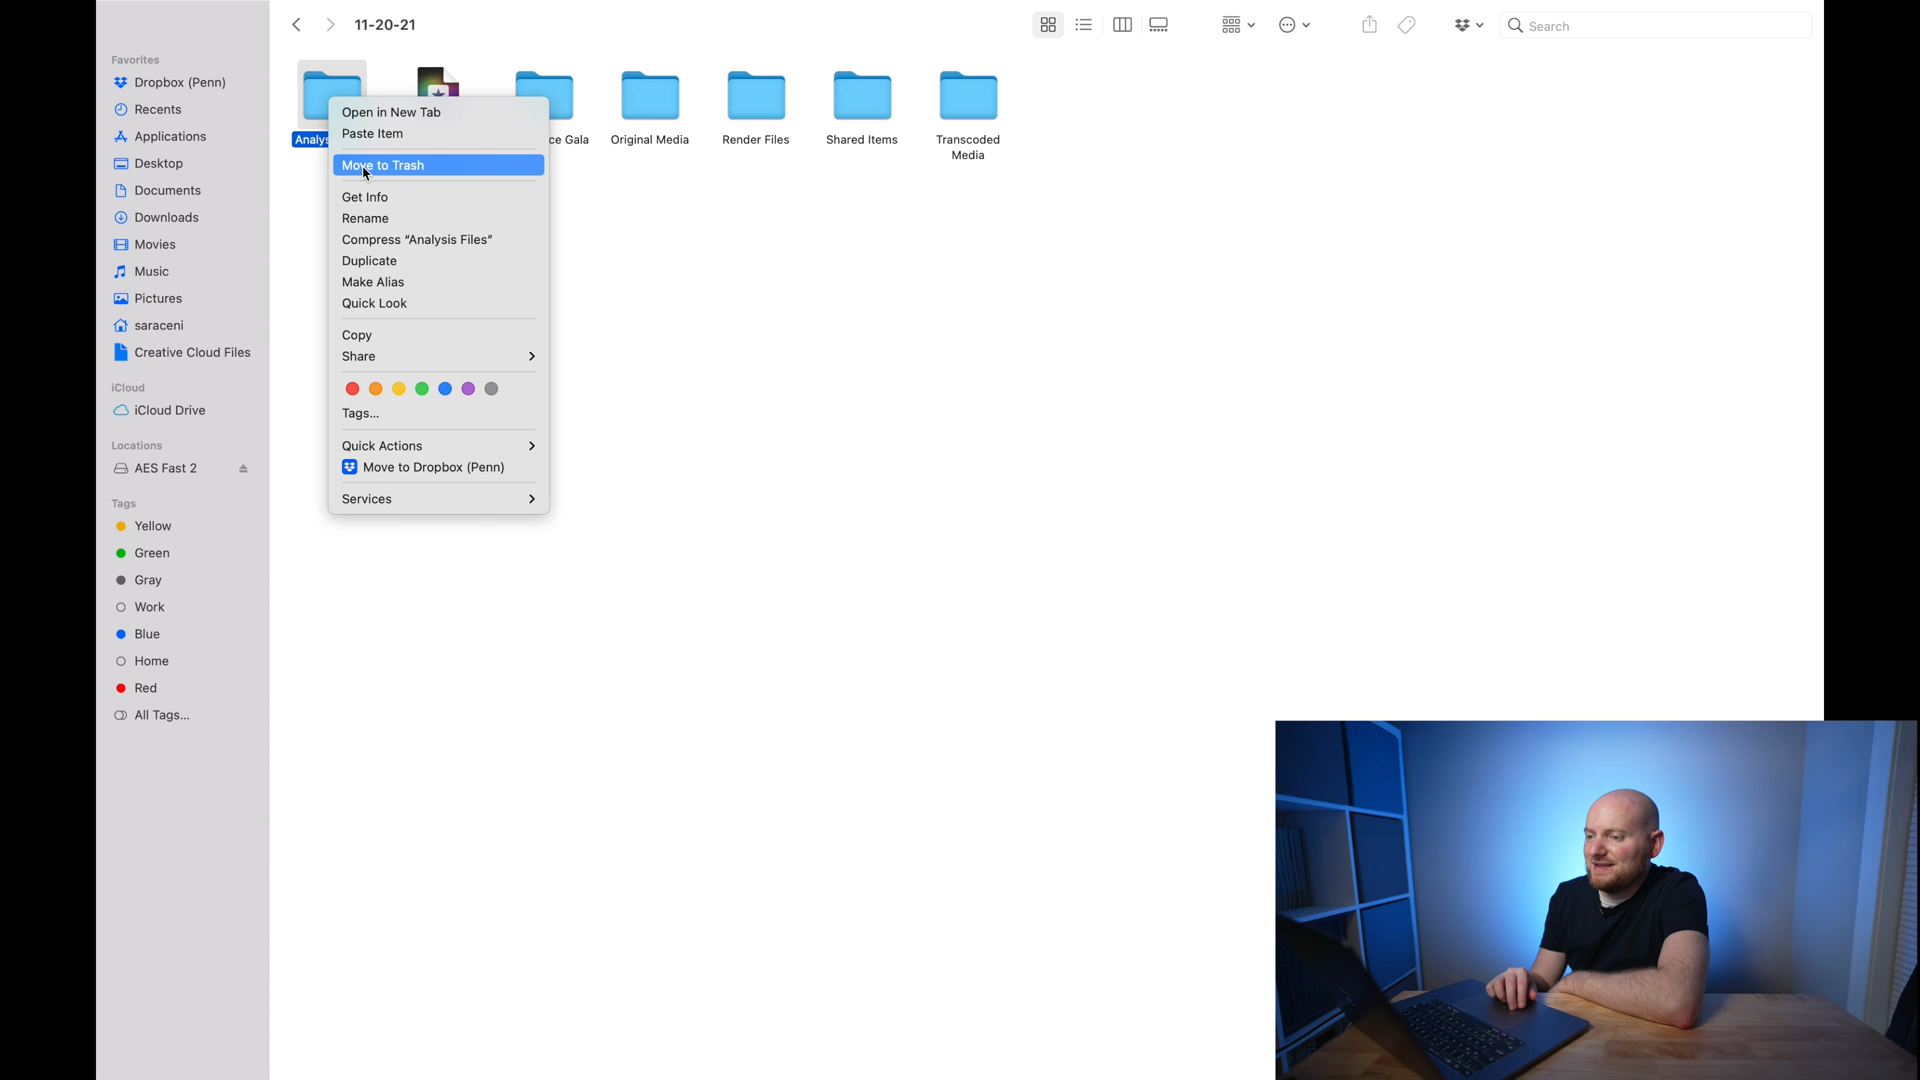 11-20-21
Search
Favorites
Dropbox (Penn)
Recents
Applications
Desktop
Documents
Downloads
Movies
Music
Pictures
saraceni
Creative Cloud Files
iCloud
iCloud Drive
Locations
AES Fast 2
Tags
Yellow
Green
Gray
Work
Blue
Home
Red
All Tags...
Analys
ce Gala
Original Media
Render Files
Shared Items
Transcoded
Media
Open in New Tab
Paste Item
Move to Trash
Get Info
Rename
Compress “Analysis Files”
Duplicate
Make Alias
Quick Look
Copy
Share
Tags...
Quick Actions
Move to Dropbox (Penn)
Services